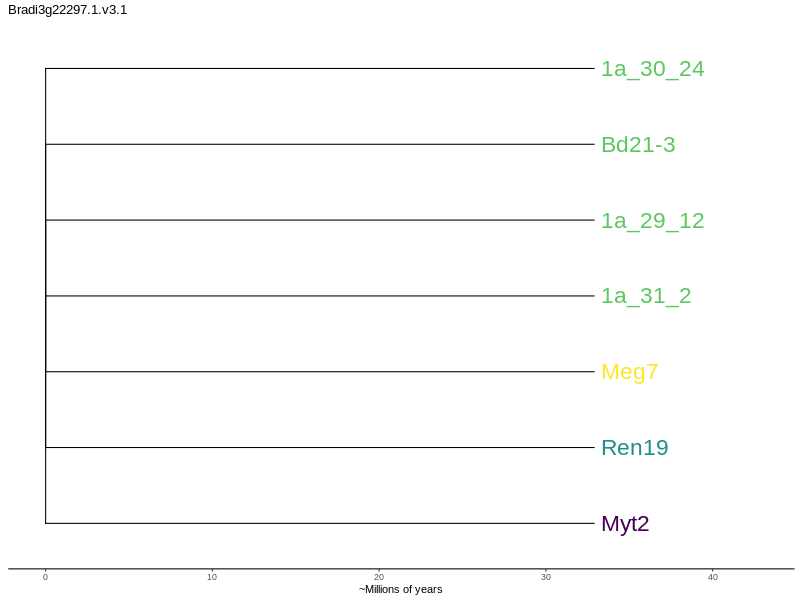 Bradi3g22297.1.v3.1
1a_30_24
Bd21-3
1a_29_12
1a_31_2
Meg7
Ren19
Myt2
0 10 20 30 40
~Millions of years